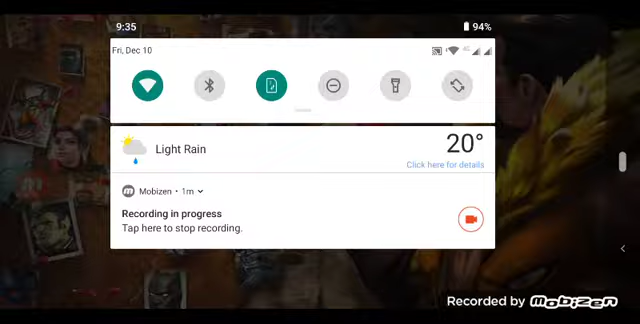 9:35
94%
Fri, Dec 10
4G
Light Rain
20°
Click here for details
m Mobizen • 1m
Recording in progress
Tap here to stop recording.
Recorded by mobizen